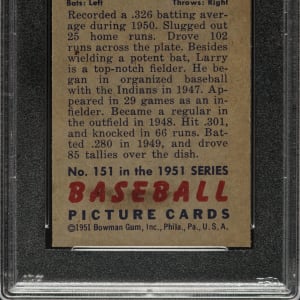 Bats: Left Throws: Right
Recorded a .326 batting aver-
age during 1950. Slugged out
25 home runs. Drove 102
runs across the plate. Besides
wielding a potent bat, Larry
is a top-notch fielder. He be-
gan in organized baseball
with the Indians in 1947. Ap-
peared in 29 games as an in-
fielder. Became a regular in
the outfield in 1948. Hit .301,
and knocked in 66 runs. Bat-
ted .280 in 1949, and drove
85 tallies over the dish.
No. 151 in the 1951 SERIES
BASEBALL
PICTURE CARDS
©1951 Bowman Gum, Inc., Phila., Pa., U. S. A.